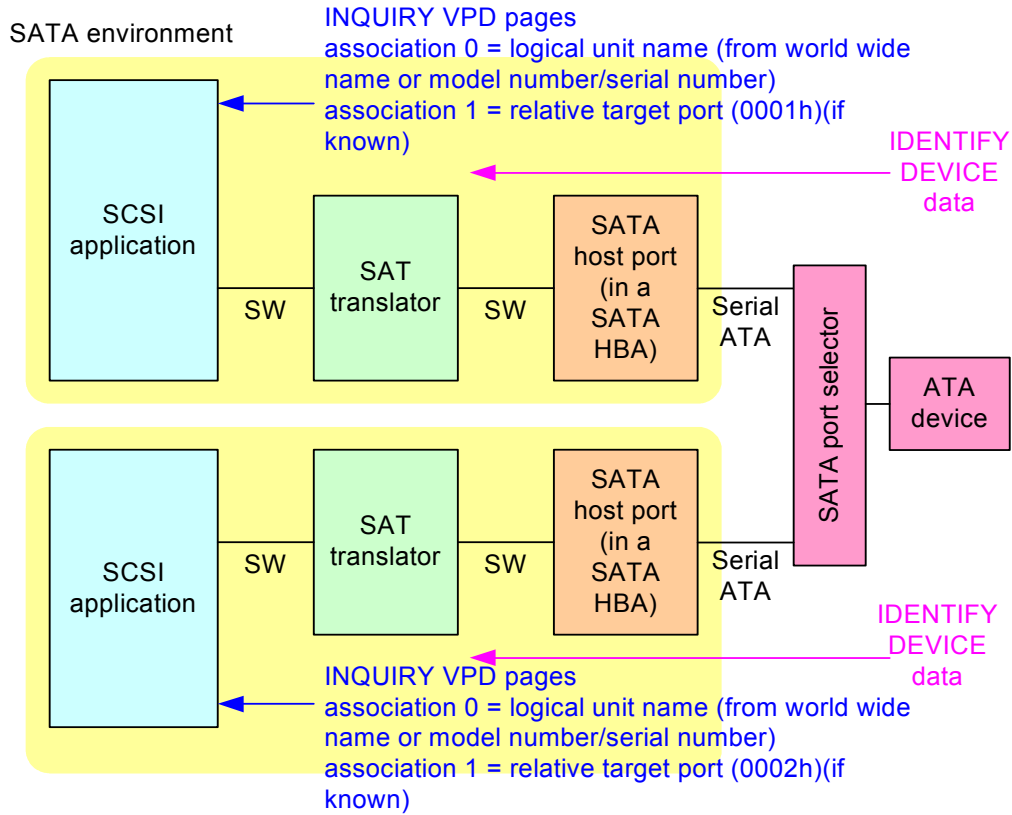 SATA environment
INQUIRY VPD pages
association 0 = logical unit name (from world wide
name or model number/serial number)
association 1 = relative target port (0001h)(if
known)
IDENTIFY
DEVICE
data
SCSI
application
SW
SAT
translator
SW
SATA
host port
(in a
SATA
HBA)
Serial
ATA
SATA port selector
ATA
device
SCSI
application
SW
SAT
translator
SW
SATA
host port
(in a
SATA
HBA)
Serial
ATA
IDENTIFY
DEVICE
data
INQUIRY VPD pages
association 0 = logical unit name (from world wide
name or model number/serial number)
association 1 = relative target port (0002h)(if
known)